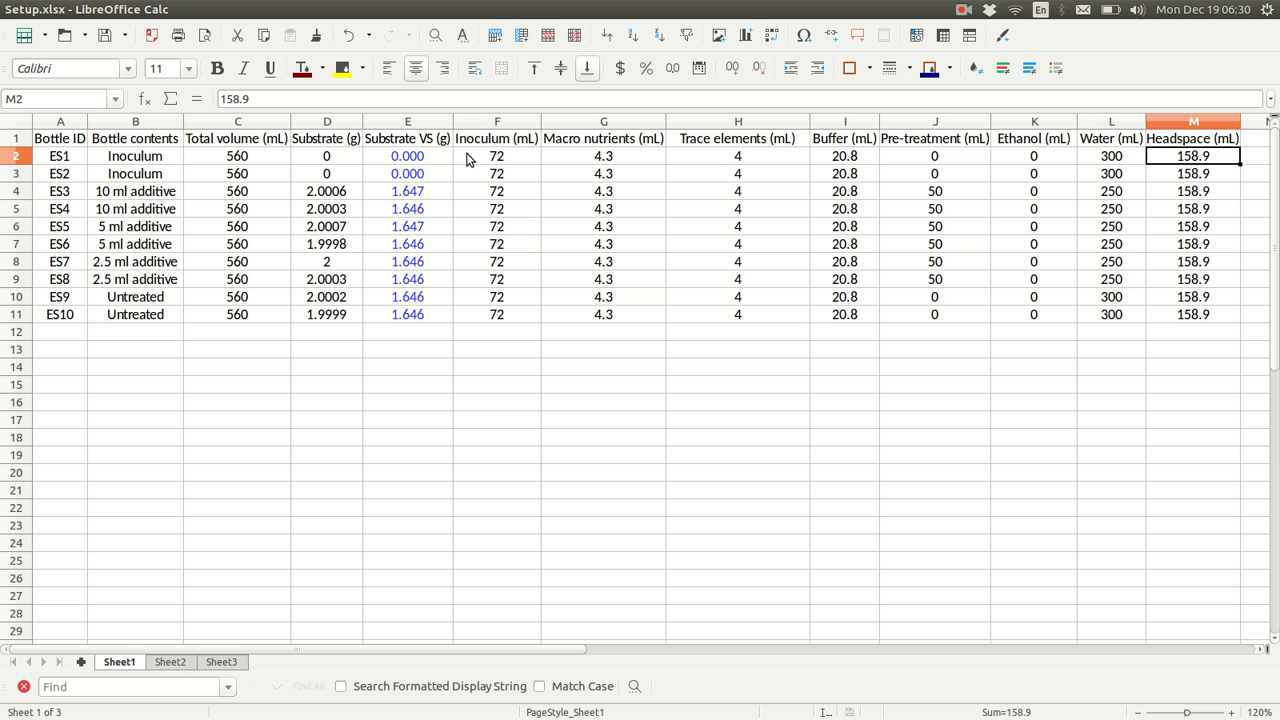 Setup.xlsx - LibreOffice Calc En Mon Dec 19 06:30
Calibri 11
M2 158.9
A B C D E F G H I J K L M
1 Bottle ID Bottle contents Total volume (mL) Substrate (g) Substrate VS (g) Inoculum (mL) Macro nutrients (mL) Trace elements (mL) Buffer (mL) Pre-treatment (mL) Ethanol (mL) Water (mL) Headspace (mL)
2 ES1 Inoculum 560 0 0.000 72 4.3 4 20.8 0 0 300 158.9
3 ES2 Inoculum 560 0 0.000 72 4.3 4 20.8 0 0 300 158.9
4 ES3 10 ml additive 560 2.0006 1.647 72 4.3 4 20.8 50 0 250 158.9
5 ES4 10 ml additive 560 2.0003 1.646 72 4.3 4 20.8 50 0 250 158.9
6 ES5 5 ml additive 560 2.0007 1.647 72 4.3 4 20.8 50 0 250 158.9
7 ES6 5 ml additive 560 1.9998 1.646 72 4.3 4 20.8 50 0 250 158.9
8 ES7 2.5 ml additive 560 2 1.646 72 4.3 4 20.8 50 0 250 158.9
9 ES8 2.5 ml additive 560 2.0003 1.646 72 4.3 4 20.8 50 0 250 158.9
10 ES9 Untreated 560 2.0002 1.646 72 4.3 4 20.8 0 0 300 158.9
11 ES10 Untreated 560 1.9999 1.646 72 4.3 4 20.8 0 0 300 158.9
12
13
14
15
16
17
18
19
20
21
22
23
24
25
26
27
28
29
Sheet1 Sheet2 Sheet3
Find Find All Search Formatted Display String Match Case
Sheet 1 of 3 PageStyle_Sheet1 Sum=158.9 120%